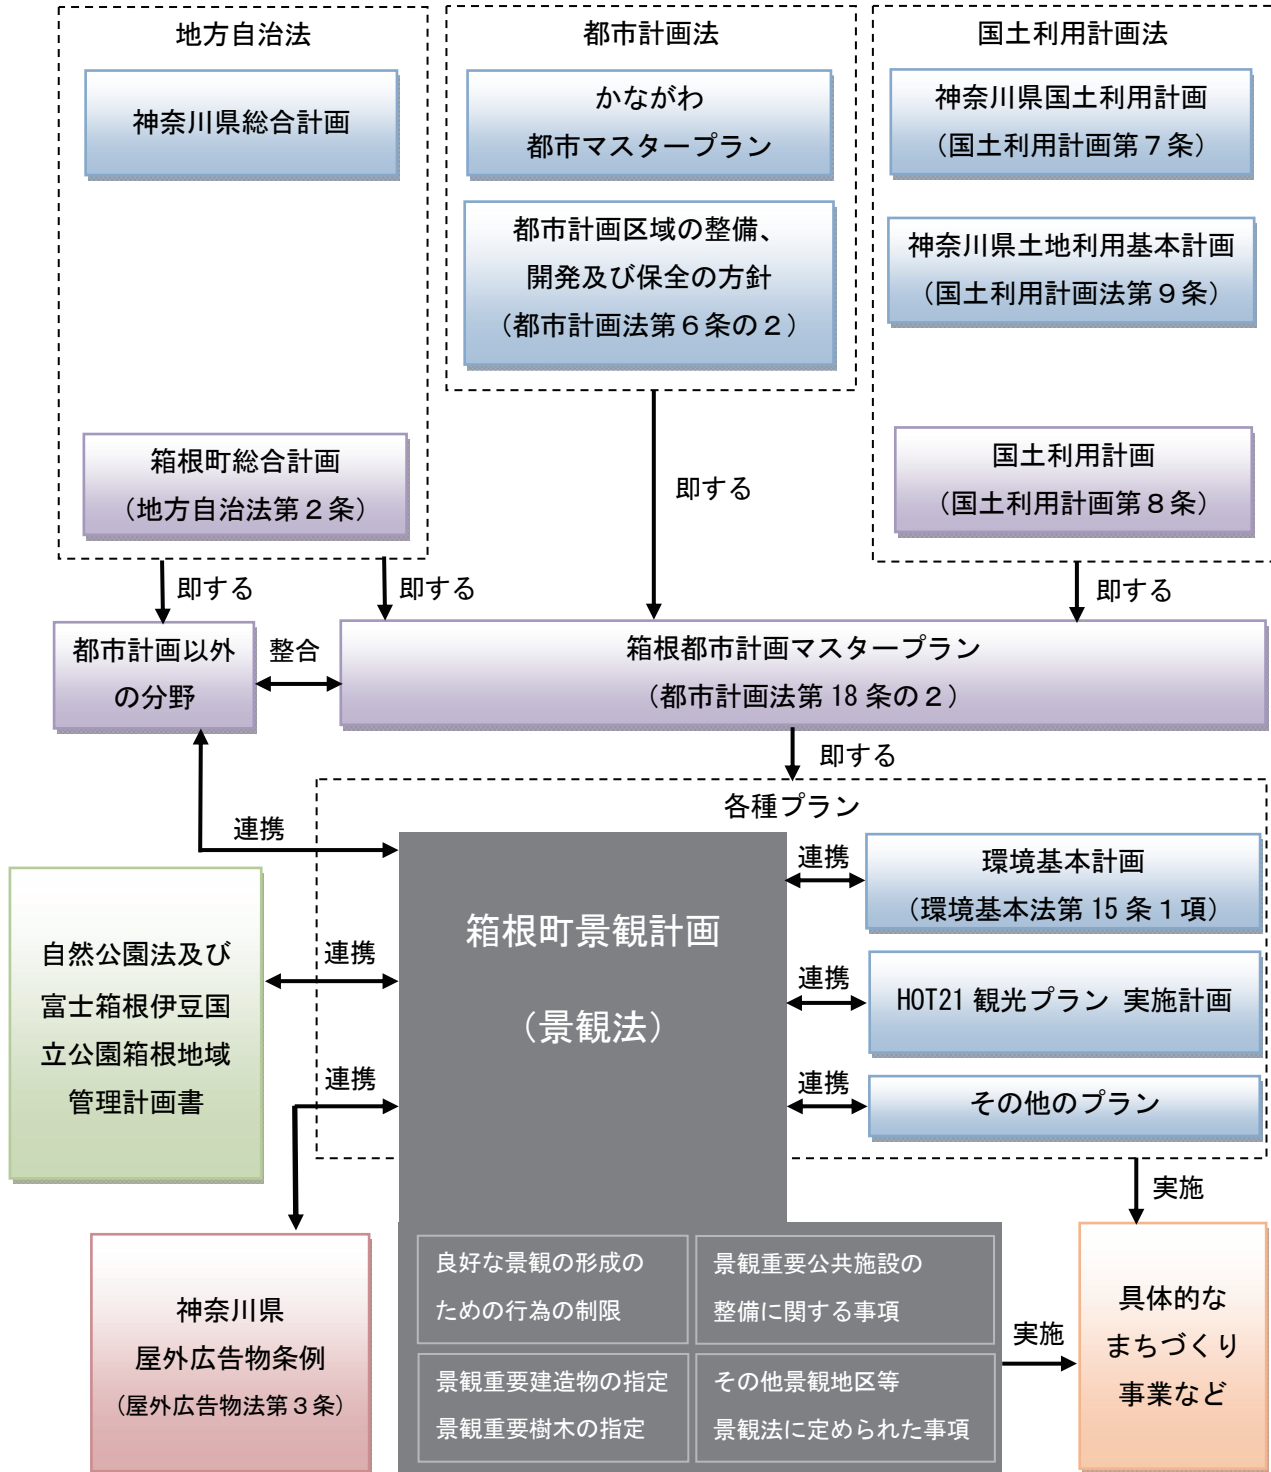 地方自治法
神奈川県総合計画
箱根町総合計画
（地方自治法第２条）
都市計画法
かながわ
都市マスタープラン
都市計画区域の整備、
開発及び保全の方針
（都市計画法第６条の２）
国土利用計画法
神奈川県国土利用計画
（国土利用計画第７条）
神奈川県土地利用基本計画
（国土利用計画法第９条）
国土利用計画
（国土利用計画第８条）
即する
即する
即する
即する
都市計画以外
の分野
整合
箱根都市計画マスタープラン
（都市計画法第 18 条の２）
即する
各種プラン
連携
連携
連携
自然公園法及び
富士箱根伊豆国
立公園箱根地域
管理計画書
箱根町景観計画
（景観法）
連携
環境基本計画
（環境基本法第 15 条１項）
連携
HOT21 観光プラン 実施計画
連携
その他のプラン
実施
神奈川県
屋外広告物条例
（屋外広告物法第３条）
良好な景観の形成の
ための行為の制限
景観重要公共施設の
整備に関する事項
景観重要建造物の指定
景観重要樹木の指定
その他景観地区等
景観法に定められた事項
実施
具体的な
まちづくり
事業など